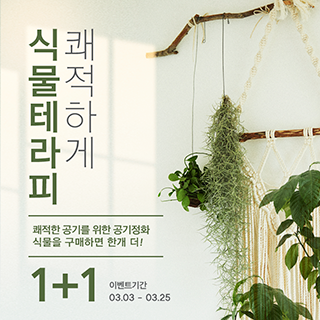 쾌적하게
식물테라피
쾌적한 공기를 위한 공기정화
식물을 구매하면 한개 더!
1+1
이벤트기간
03.03 - 03.25